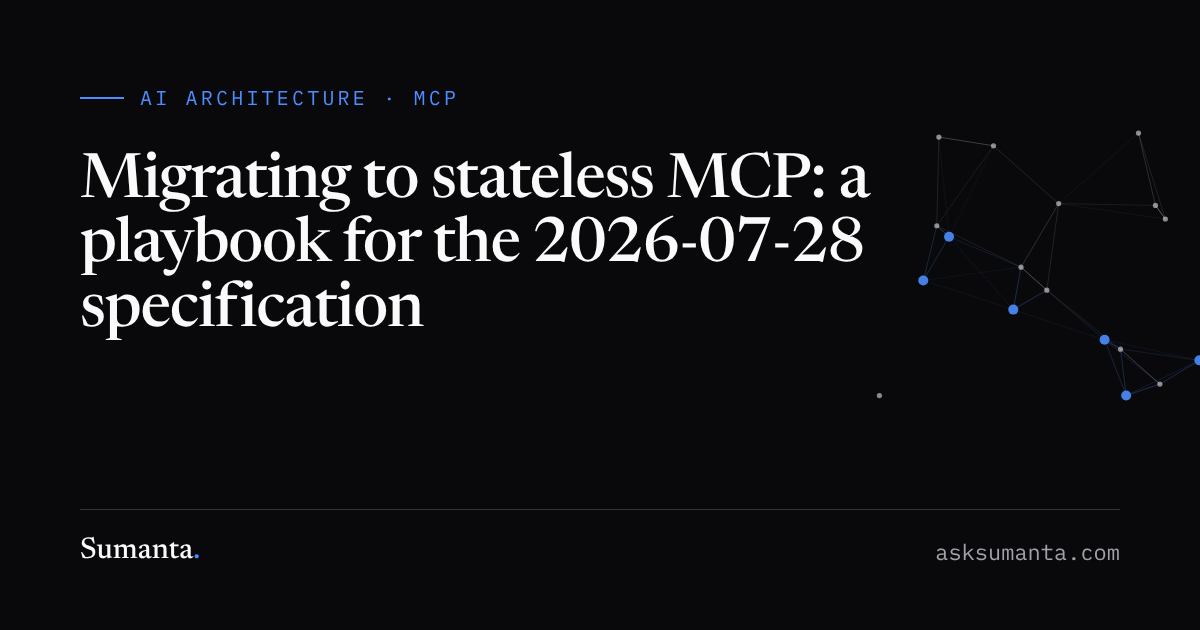 AI ARCHITECTURE · MCP
Migrating to stateless MCP: a
playbook for the 2026-07-28
specification
Sumanta.
asksumanta.com